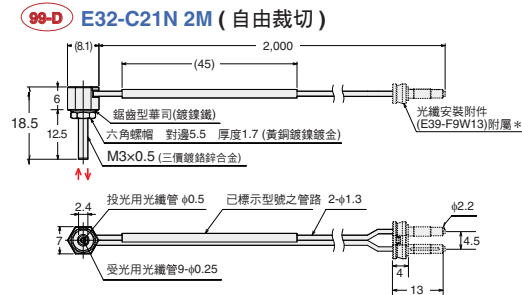 99-D E32-C21N 2M ( 自由裁切 )
(8.1)
2,000
(45)
6
18.5
12.5
鋸齒型華司(鍍鎳鐵)
六角螺帽 對邊5.5 厚度1.7 (黃銅鍍鎳鍍金)
M3×0.5 (三價鍍鉻鋅合金)
光纖安裝附件
(E39-F9W13)附屬＊
投光用光纖管 ϕ0.5
已標示型號之管路
2-ϕ1.3
ϕ2.2
2.4
7
4.5
受光用光纖管9-ϕ0.25
4
13